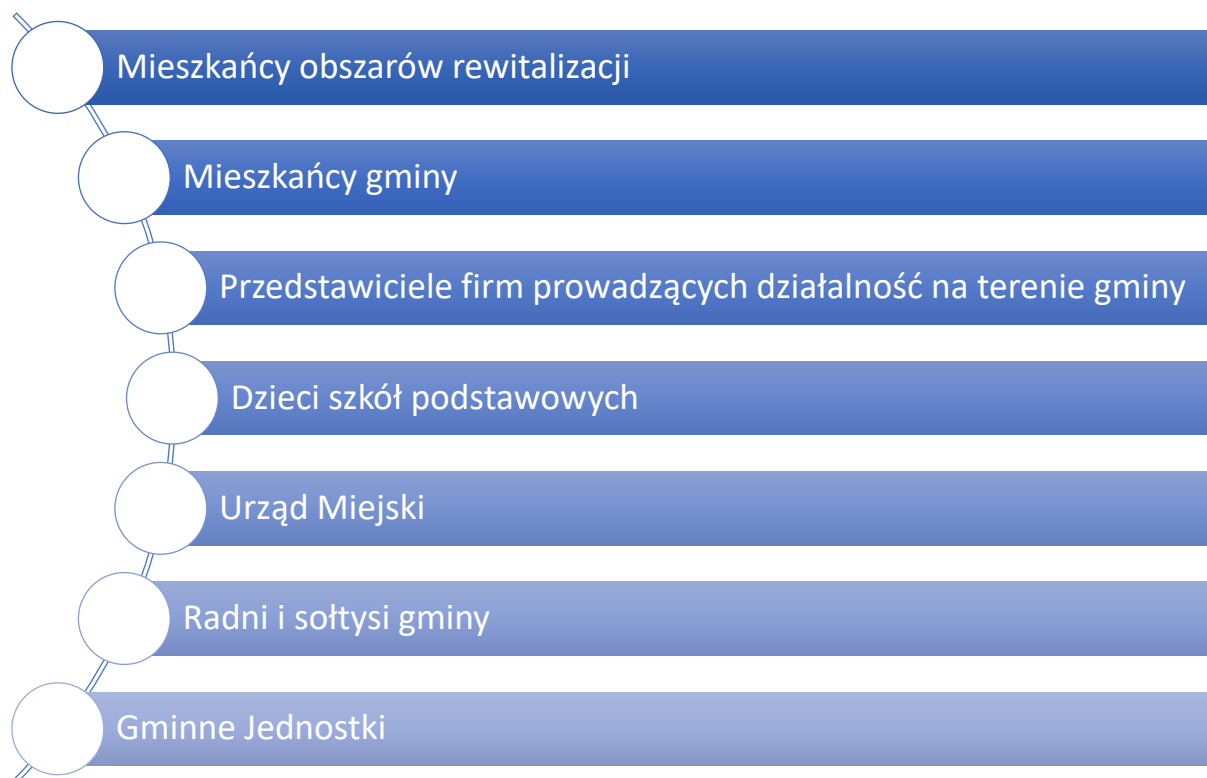 Mieszkańcy obszarów rewitalizacji
Mieszkańcy gminy
Przedstawiciele firm prowadzących działalność na terenie gminy
Dzieci szkół podstawowych
Urząd Miejski
Radni i sołtysi gminy
Gminne Jednostki